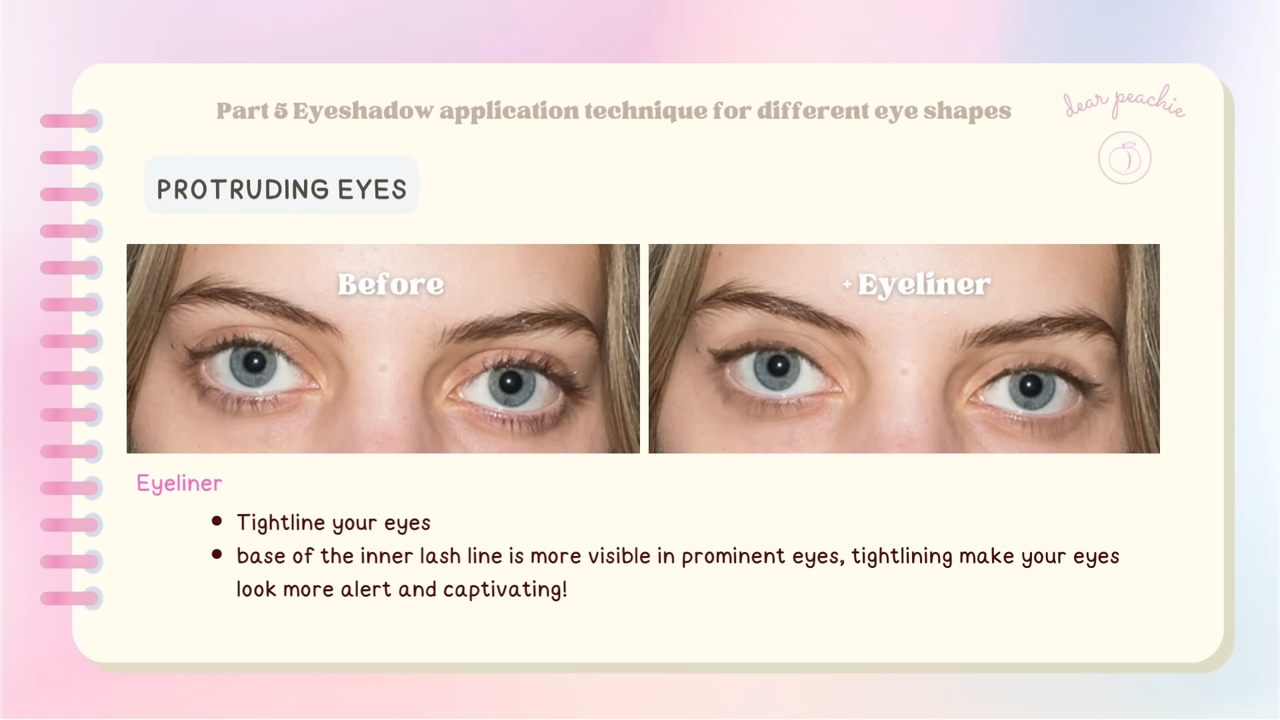 Part 5 Eyeshadow application technique for different eye shapes
dear peachie
PROTRUDING EYES
Before
+ Eyeliner
Eyeliner
• Tightline your eyes
• base of the inner lash line is more visible in prominent eyes, tightlining make your eyes
look more alert and captivating!